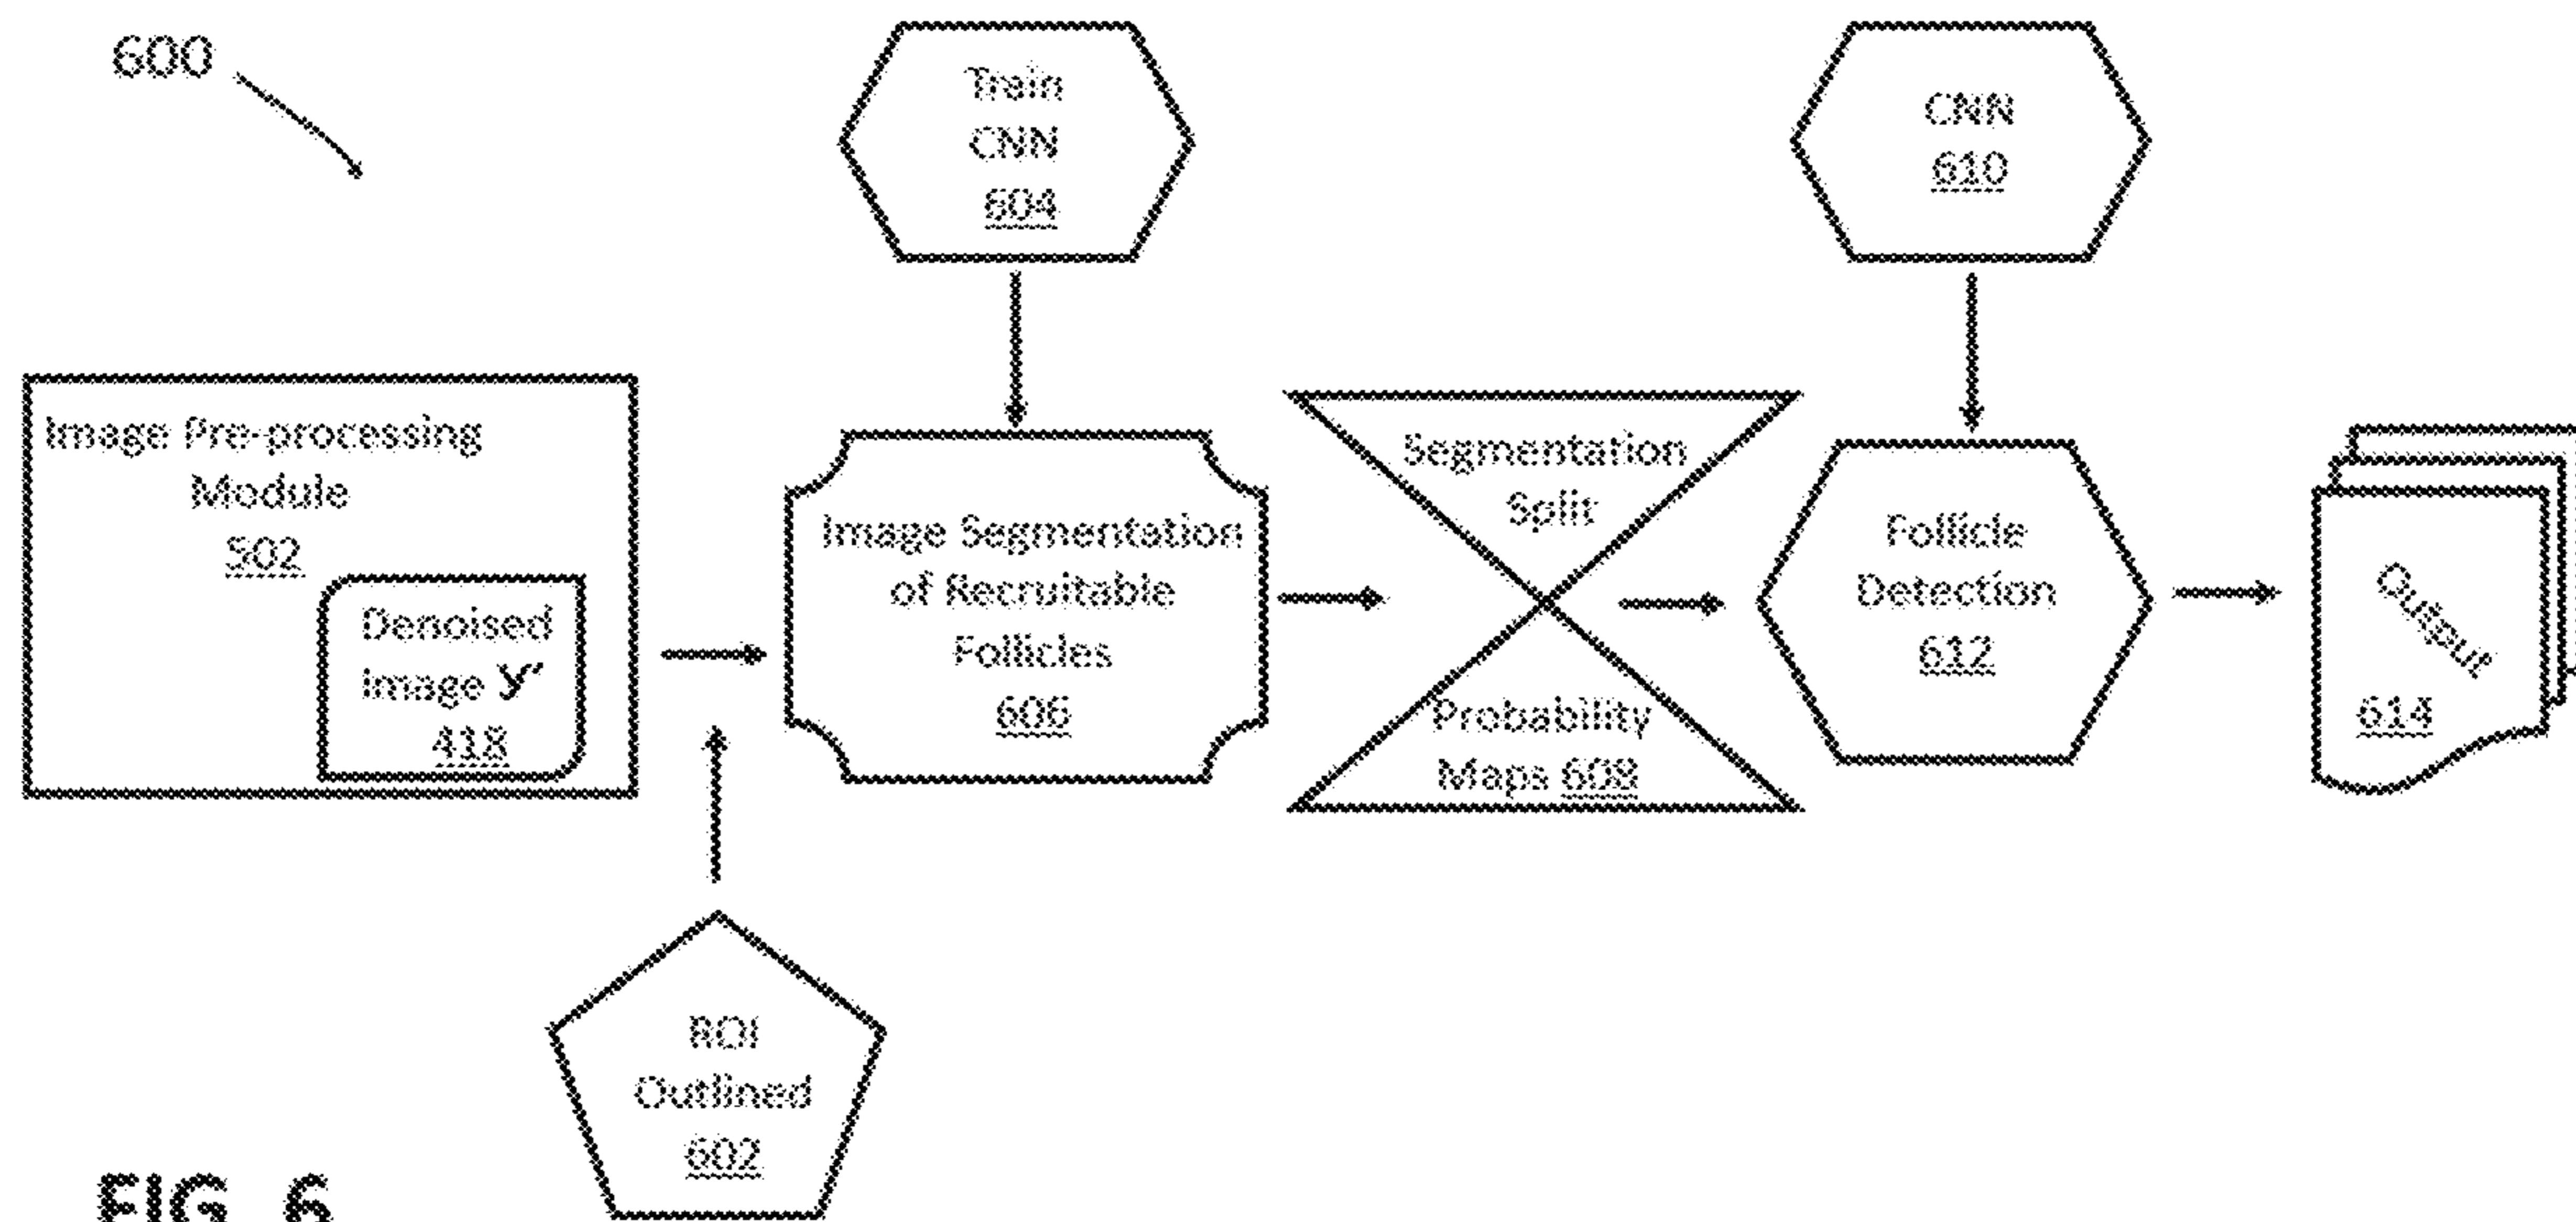 600
Train
CNN
604
CNN
610
Image Pre-processing
Module
502
Denoised
Image y″
418
Image Segmentation
of Recruitable
Follicles
606
Segmentation
Split
Probability
Maps 608
Follicle
Detection
612
Output
614
ROI
Outlined
602
FIG. 6